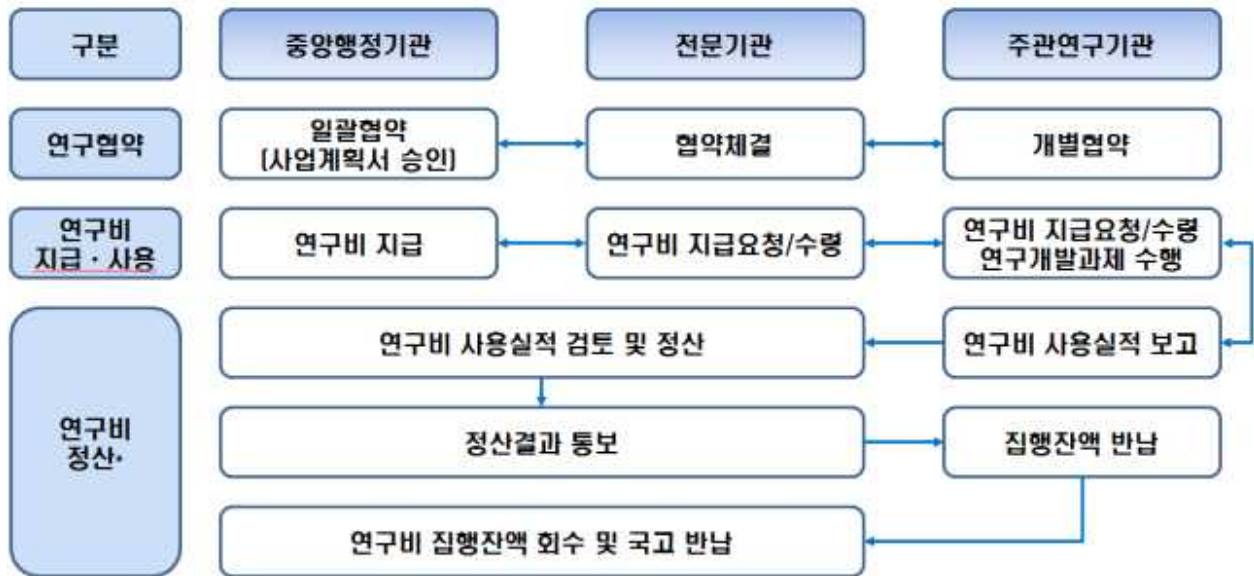 구분
중앙행정기관
전문기관
주관연구기관
연구협약
일괄협약
(사업계획서 승인)
협약체결
개별협약
연구비
지급·사용
연구비 지급
연구비 지급요청/수령
연구비 지급요청/수령
연구개발과제 수행
연구비
정산·
연구비 사용실적 검토 및 정산
연구비 사용실적 보고
정산결과 통보
집행잔액 반납
연구비 집행잔액 회수 및 국고 반납